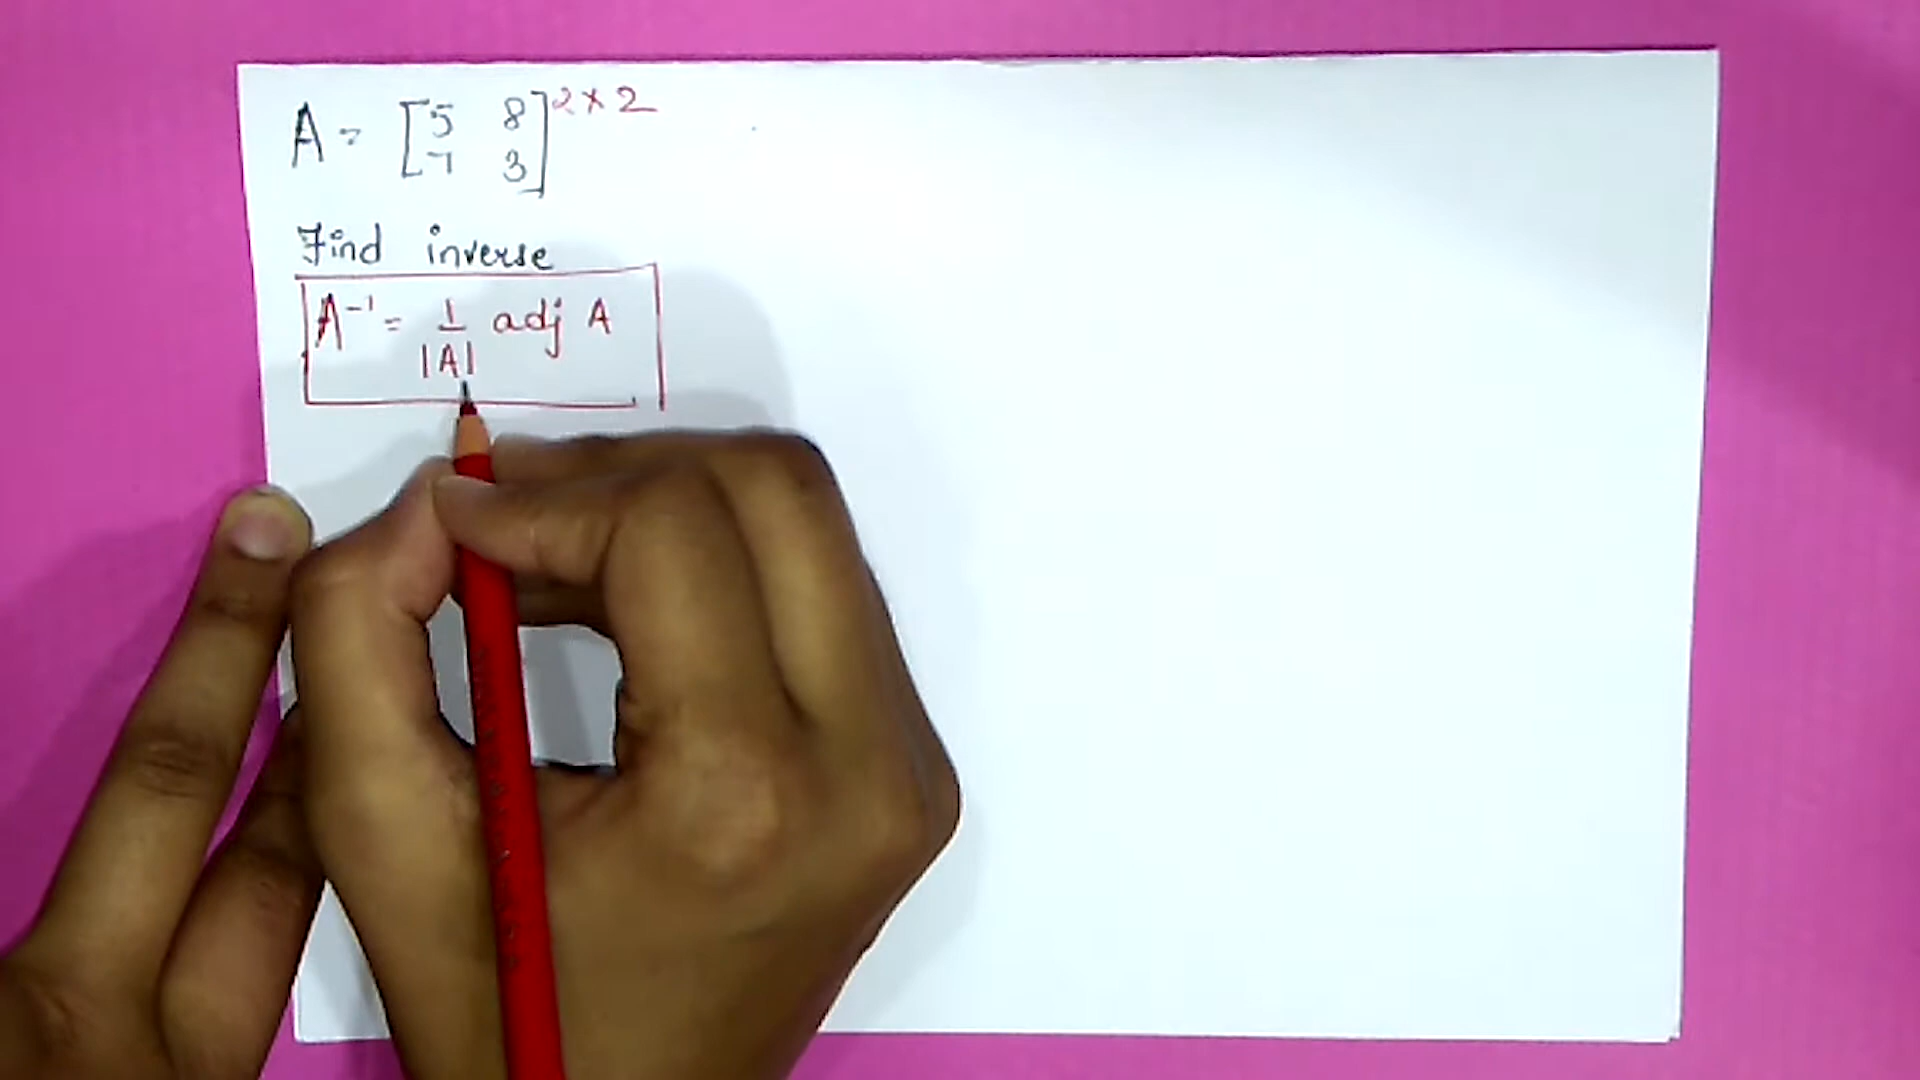 A = [5 8] 2×2
[7 3]
Find inverse
A⁻¹ = 1 adj A
|A|